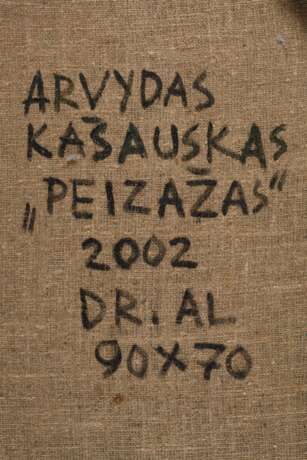 ARVYDAS
KAŠAUSKAS
„PEIZAŽAS“
2002
DR. AL
90X70